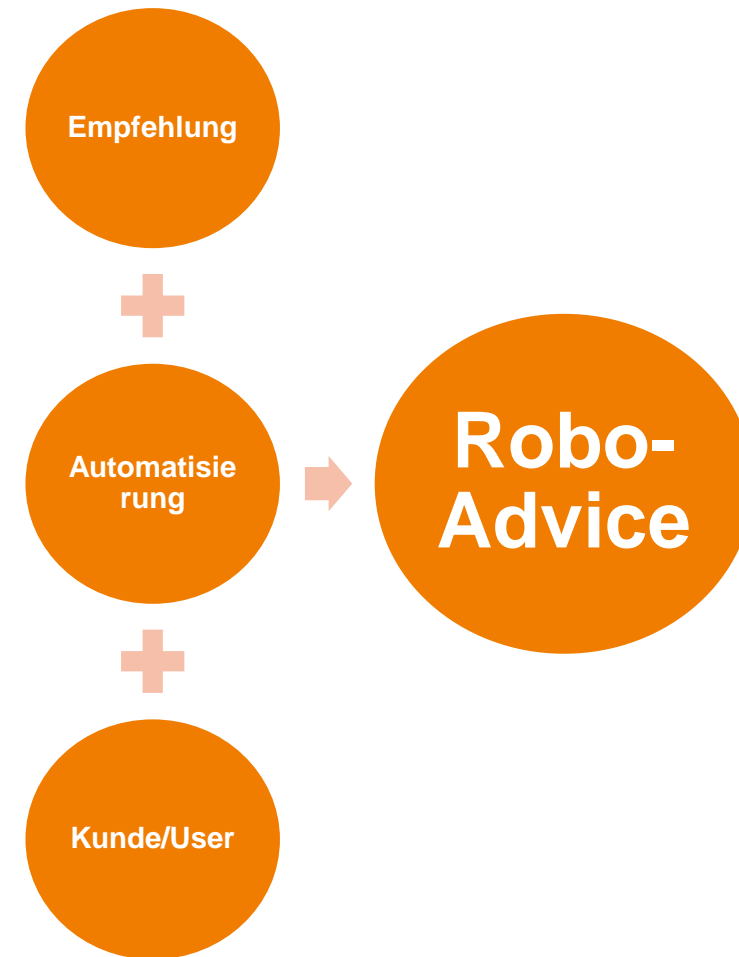 Empfehlung
Automatisie
rung
Robo-
Advice
Kunde/User